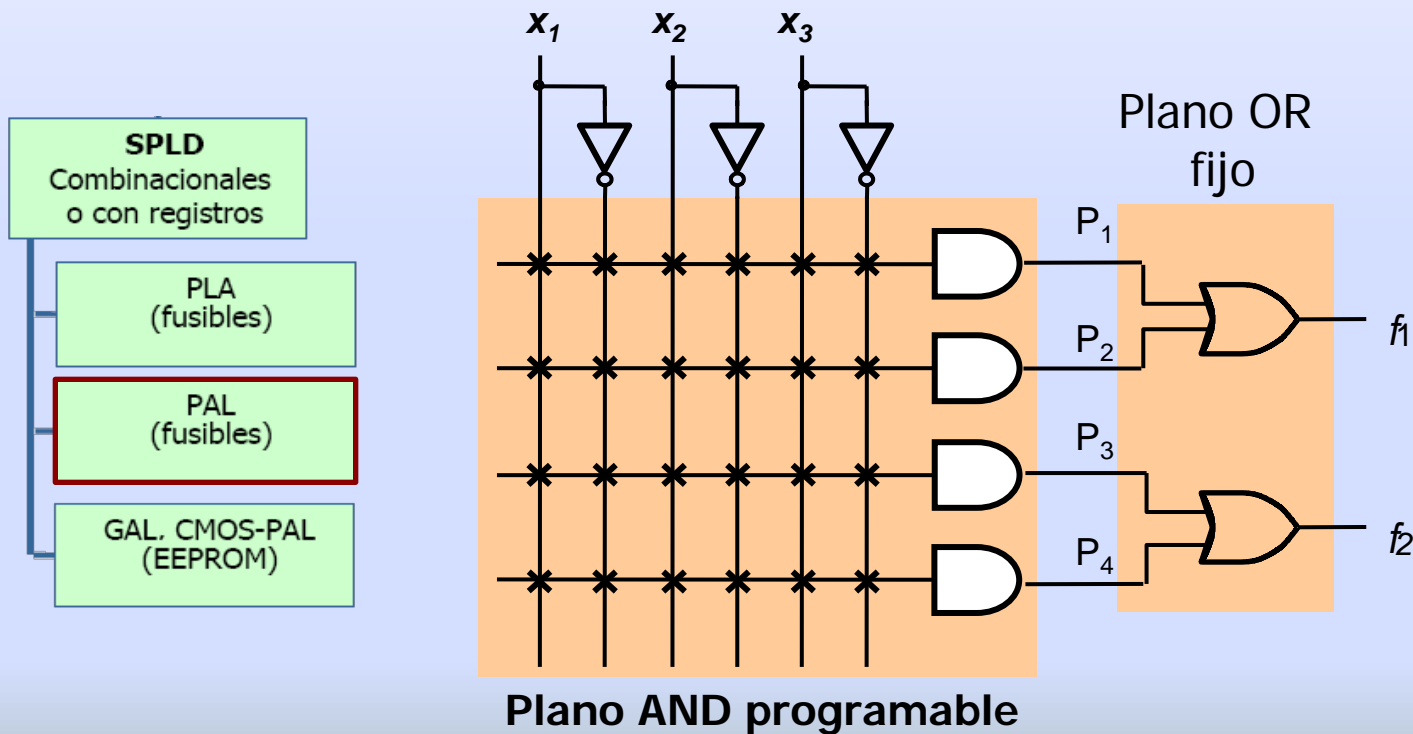 SPLD
Combinacionales
o con registros
PLA
(fusibles)
PAL
(fusibles)
GAL, CMOS-PAL
(EEPROM)
x1 x2 x3
Plano OR
fijo
P1
P2
P3
P4
f1
f2
Plano AND programable